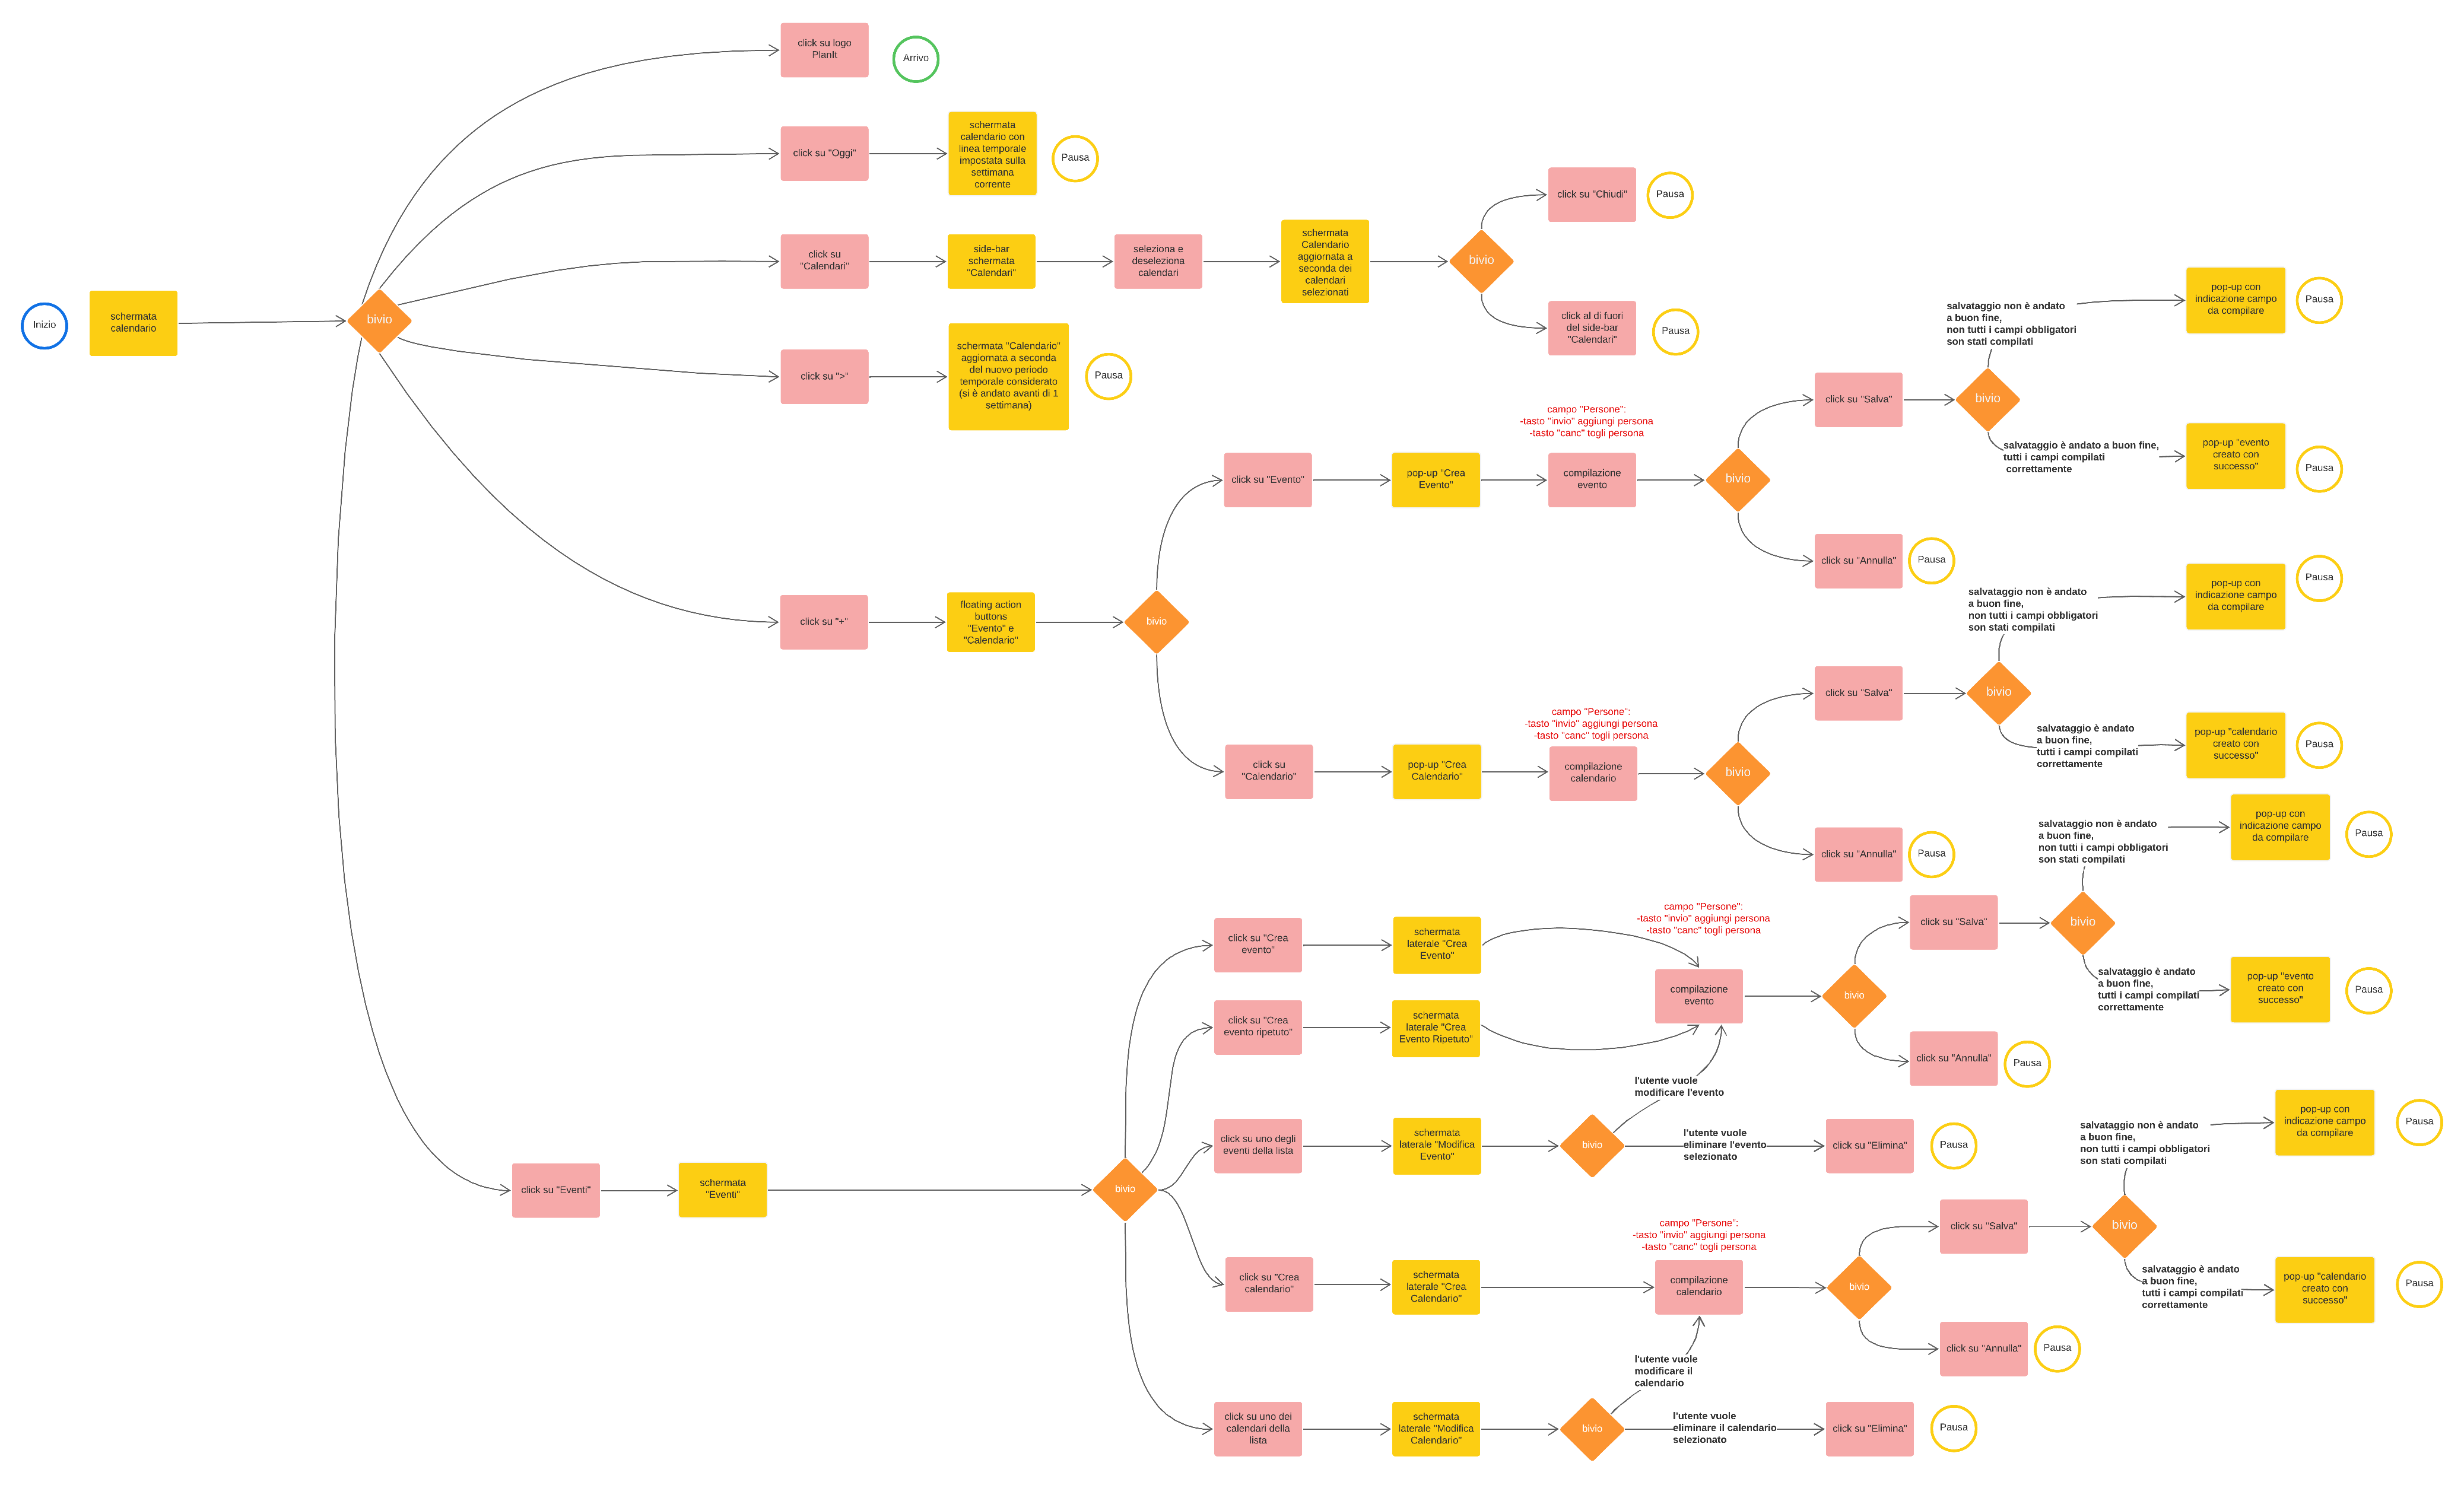 click su logo
PlanIt
Arrivo
click su "Oggi"
schermata
calendario con
linea temporale
impostata sulla
settimana
corrente
Pausa
click su
"Calendari"
side-bar
schermata
"Calendari"
seleziona e
deseleziona
calendari
schermata
Calendario
aggiornata a
seconda dei
calendari
selezionati
bivio
click su "Chiudi"
Pausa
click al di fuori
del side-bar
"Calendari"
Pausa
Inizio
schermata
calendario
bivio
click su ">"
schermata "Calendario"
aggiornata a seconda
del nuovo periodo
temporale considerato
(si è andato avanti di 1
settimana)
Pausa
click su "+"
floating action
buttons
"Evento" e
"Calendario"
bivio
click su "Evento"
pop-up "Crea
Evento"
campo "Persone":
-tasto "invio" aggiungi persona
-tasto "canc" togli persona
compilazione
evento
bivio
click su "Salva"
bivio
salvataggio non è andato
a buon fine,
non tutti i campi obbligatori
son stati compilati
pop-up con
indicazione campo
da compilare
Pausa
salvataggio è andato a buon fine,
tutti i campi compilati
correttamente
pop-up "evento
creato con
successo"
Pausa
click su "Annulla"
Pausa
click su
"Calendario"
pop-up "Crea
Calendario"
campo "Persone":
-tasto "invio" aggiungi persona
-tasto "canc" togli persona
compilazione
calendario
bivio
click su "Salva"
bivio
salvataggio non è andato
a buon fine,
non tutti i campi obbligatori
son stati compilati
pop-up con
indicazione campo
da compilare
Pausa
salvataggio è andato
a buon fine,
tutti i campi compilati
correttamente
pop-up "calendario
creato con
successo"
Pausa
click su "Annulla"
Pausa
click su "Eventi"
schermata
"Eventi"
bivio
click su "Crea
evento"
schermata
laterale "Crea
Evento"
click su "Crea
evento ripetuto"
schermata
laterale "Crea
Evento Ripetuto"
campo "Persone":
-tasto "invio" aggiungi persona
-tasto "canc" togli persona
compilazione
evento
bivio
click su "Salva"
bivio
salvataggio non è andato
a buon fine,
non tutti i campi obbligatori
son stati compilati
pop-up con
indicazione campo
da compilare
Pausa
salvataggio è andato
a buon fine,
tutti i campi compilati
correttamente
pop-up "evento
creato con
successo"
Pausa
click su "Annulla"
Pausa
click su uno degli
eventi della lista
schermata
laterale "Modifica
Evento"
bivio
l'utente vuole
modificare l'evento
l'utente vuole
eliminare l'evento
selezionato
click su "Elimina"
Pausa
click su "Crea
calendario"
schermata
laterale "Crea
Calendario"
campo "Persone":
-tasto "invio" aggiungi persona
-tasto "canc" togli persona
compilazione
calendario
bivio
click su "Salva"
bivio
salvataggio non è andato
a buon fine,
non tutti i campi obbligatori
son stati compilati
pop-up con
indicazione campo
da compilare
Pausa
salvataggio è andato
a buon fine,
tutti i campi compilati
correttamente
pop-up "calendario
creato con
successo"
Pausa
click su "Annulla"
Pausa
click su uno dei
calendari della
lista
schermata
laterale "Modifica
Calendario"
bivio
l'utente vuole
modificare il
calendario
l'utente vuole
eliminare il calendario
selezionato
click su "Elimina"
Pausa